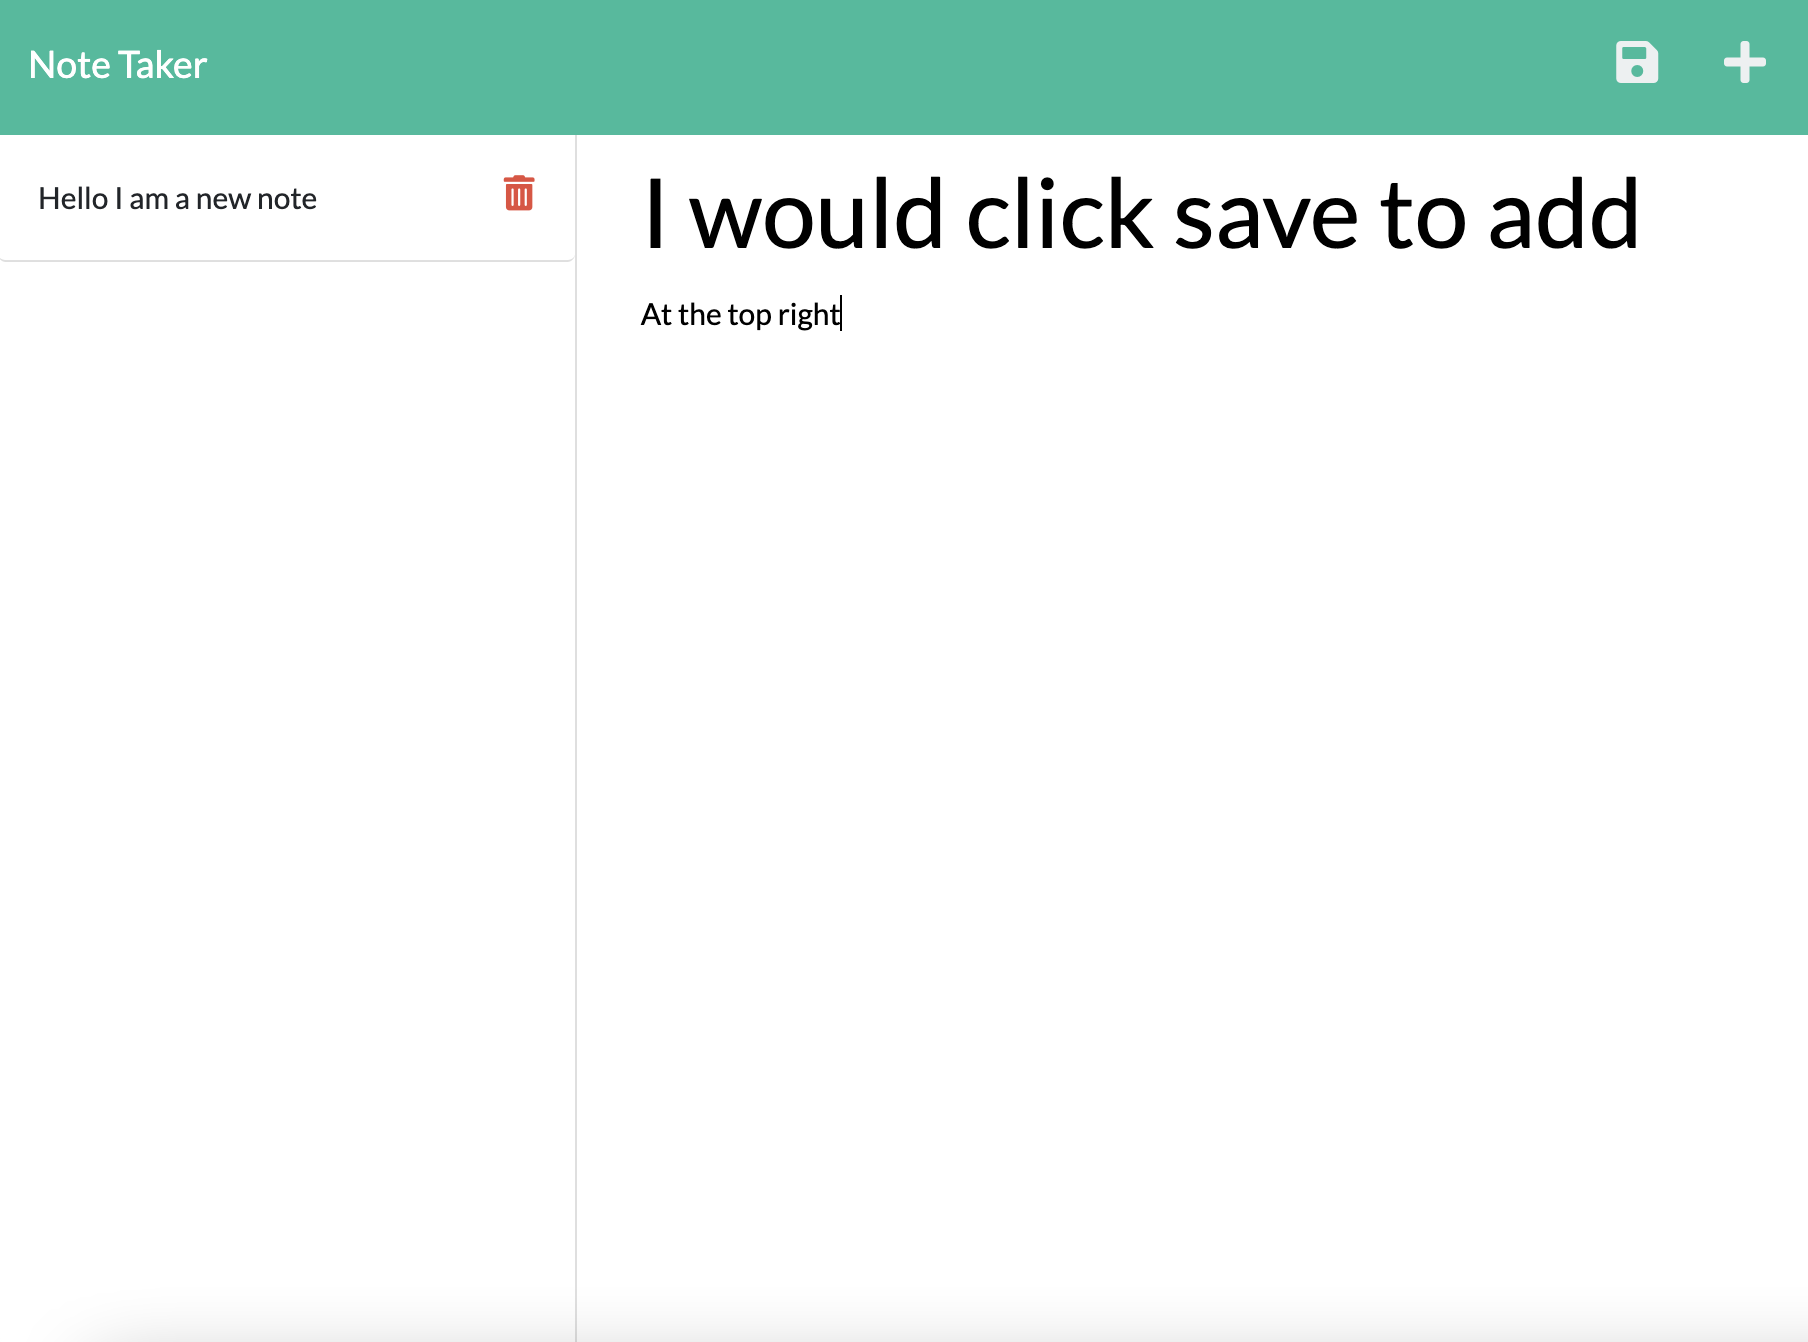 Note Taker
Hello I am a new note
I would click save to add
At the top right